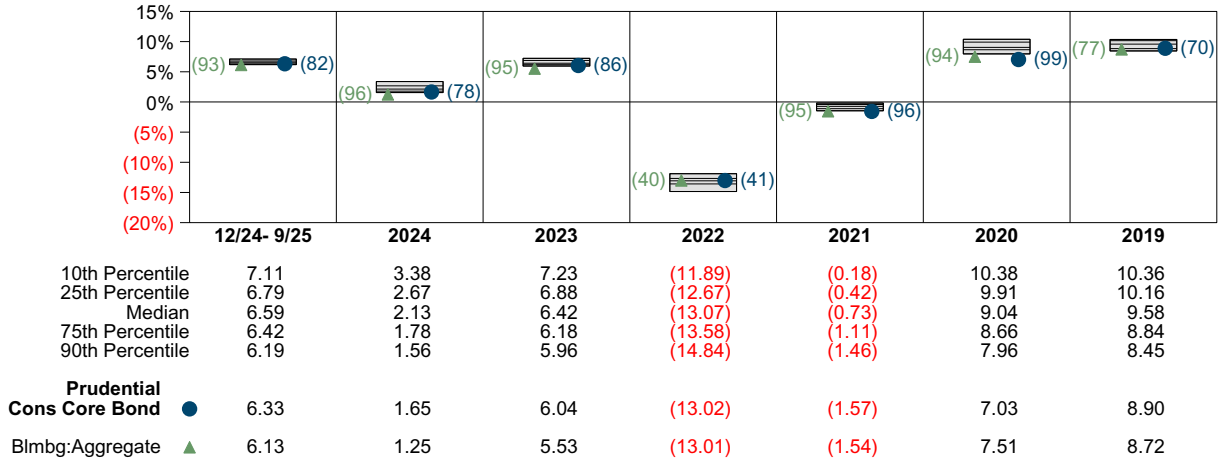 15%
10%
5%
0%
(5%)
(10%)
(15%)
(20%)
(93) (82)
(96) (78)
(95) (86)
(40) (41)
(95) (96)
(94) (99)
(77) (70)
12/24- 9/25 2024 2023 2022 2021 2020 2019
10th Percentile 7.11 3.38 7.23 (11.89) (0.18) 10.38 10.36
25th Percentile 6.79 2.67 6.88 (12.67) (0.42) 9.91 10.16
Median 6.59 2.13 6.42 (13.07) (0.73) 9.04 9.58
75th Percentile 6.42 1.78 6.18 (13.58) (1.11) 8.66 8.84
90th Percentile 6.19 1.56 5.96 (14.84) (1.46) 7.96 8.45
Prudential
Cons Core Bond 6.33 1.65 6.04 (13.02) (1.57) 7.03 8.90
Blmbg:Aggregate 6.13 1.25 5.53 (13.01) (1.54) 7.51 8.72